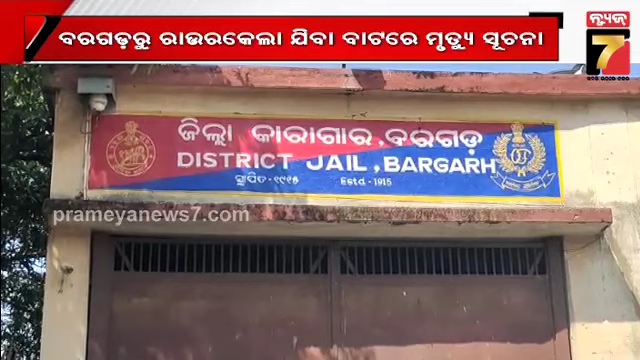 ବରଗଡ଼ରୁ ରାଉରକେଲା ଯିବା ବାଟରେ ମୃତ୍ୟୁ ସୂଚନା
ନ୍ୟୁଜ୍
7
ଜିଲ୍ଲା କାରାଗାର, ବରଗଡ଼
DISTRICT JAIL, BARGARH
ସ୍ଥାପିତ - ୧୯୧୫ Estd - 1915
prameyanews7.com